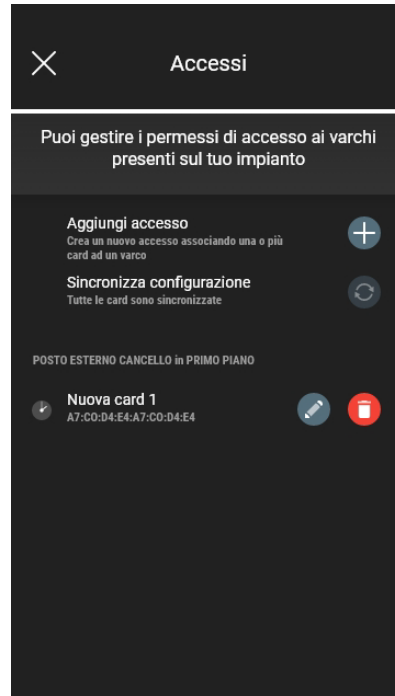 Accessi
Puoi gestire i permessi di accesso ai varchi
presenti sul tuo impianto
Aggiungi accesso
Crea un nuovo accesso associando una o più
card ad un varco
Sincronizza configurazione
Tutte le card sono sincronizzate
POSTO ESTERNO CANCELLO in PRIMO PIANO
Nuova card 1
A7:C0:D4:E4:A7:C0:D4:E4